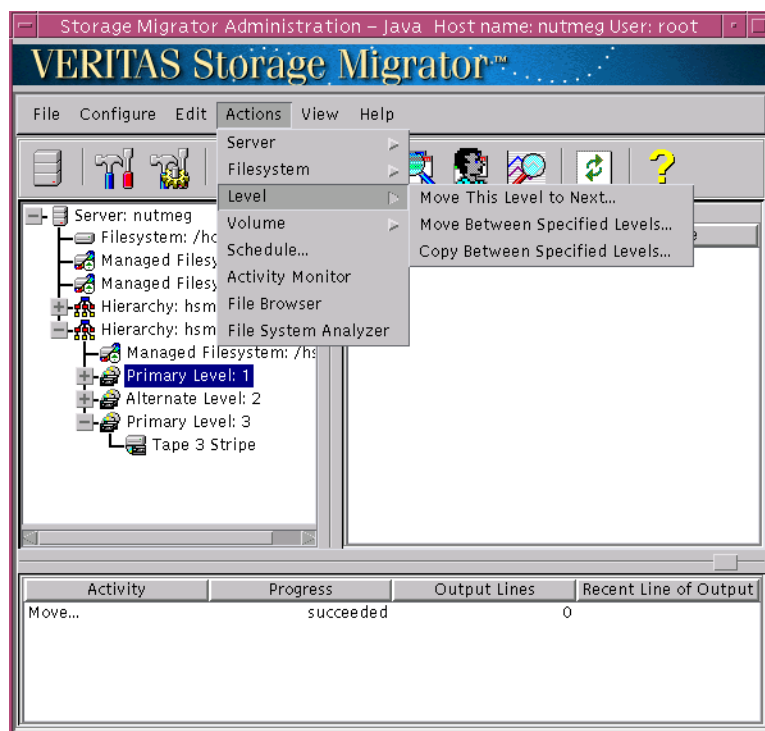 Storage Migrator Administration – Java Host name: nutmeg User: root
VERITAS Storage Migrator™
File Configure Edit Actions View Help
Server
Filesystem
Level
Volume
Schedule...
Activity Monitor
File Browser
File System Analyzer
Move This Level to Next...
Move Between Specified Levels...
Copy Between Specified Levels...
Server: nutmeg
Filesystem: /hc
Managed Filesy
Managed Filesy
Hierarchy: hsm
Hierarchy: hsm
Managed Filesystem: /hs
Primary Level: 1
Alternate Level: 2
Primary Level: 3
Tape 3 Stripe
Activity Progress Output Lines Recent Line of Output
Move... succeeded 0